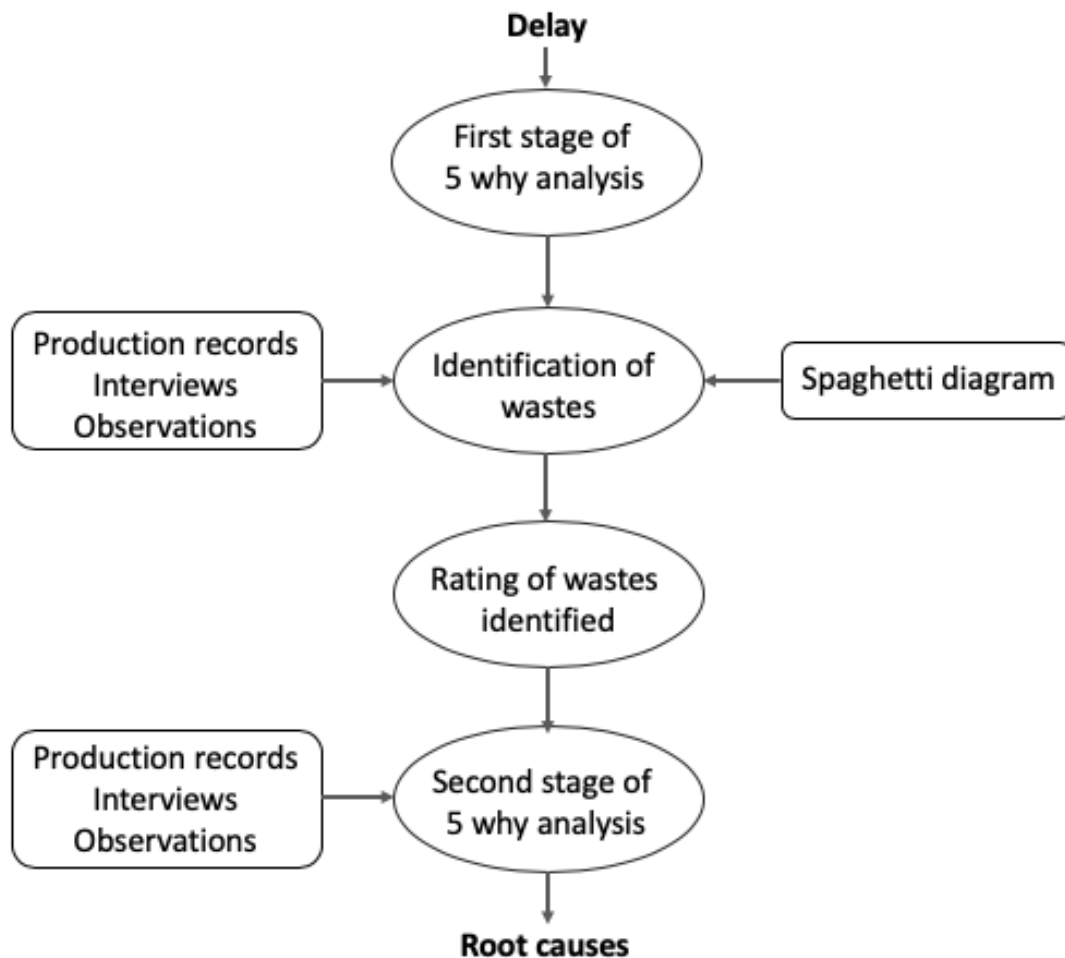 Delay
First stage of
5 why analysis
Production records
Interviews
Observations
Identification of
wastes
Spaghetti diagram
Rating of wastes
identified
Production records
Interviews
Observations
Second stage of
5 why analysis
Root causes